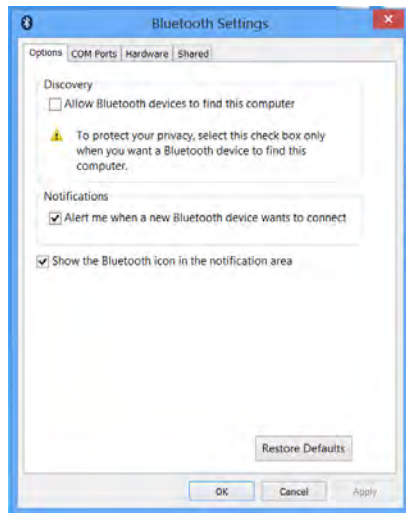 Bluetooth Settings
Options COM Ports Hardware Shared
Discovery
Allow Bluetooth devices to find this computer
To protect your privacy, select this check box only
when you want a Bluetooth device to find this
computer.
Notifications
Alert me when a new Bluetooth device wants to connect
Show the Bluetooth icon in the notification area
Restore Defaults
OK Cancel Apply